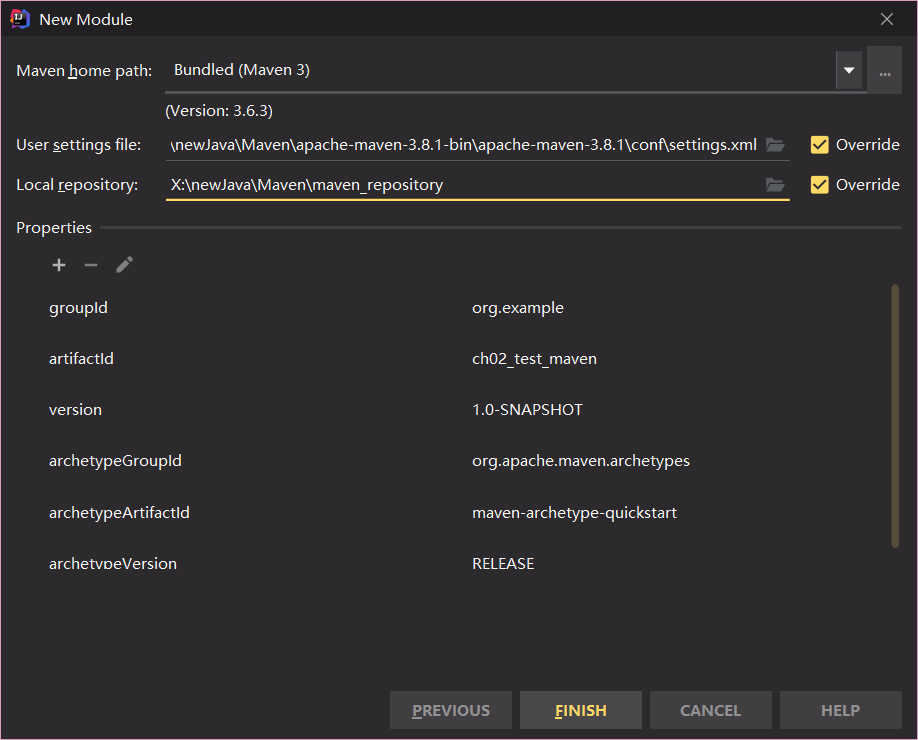 New Module
Maven home path: Bundled (Maven 3) ...
(Version: 3.6.3)
User settings file: \newJava\Maven\apache-maven-3.8.1-bin\apache-maven-3.8.1\conf\settings.xml Override
Local repository: X:\newJava\Maven\maven_repository Override
Properties
groupId org.example
artifactId ch02_test_maven
version 1.0-SNAPSHOT
archetypeGroupId org.apache.maven.archetypes
archetypeArtifactId maven-archetype-quickstart
archetypeVersion RELEASE
PREVIOUS FINISH CANCEL HELP